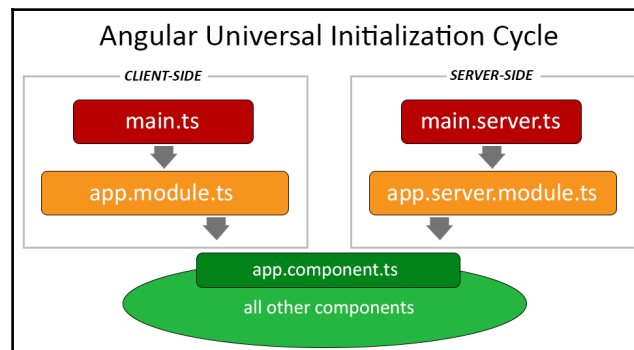 Angular Universal Initialization Cycle
CLIENT-SIDE
main.ts
app.module.ts
SERVER-SIDE
main.server.ts
app.server.module.ts
app.component.ts
all other components